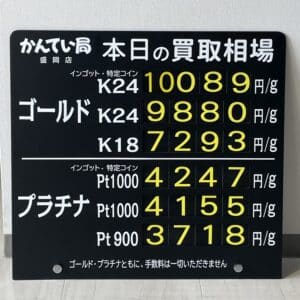 かんてい局 本日の買取相場
盛岡店
インゴット・特定コイン
K24 10089円/g
ゴールド K24 9880円/g
K18 7293円/g
インゴット・特定コイン
Pt1000 4247円/g
プラチナ Pt1000 4155円/g
Pt900 3718円/g
ゴールド・プラチナともに、手数料は一切いただきません